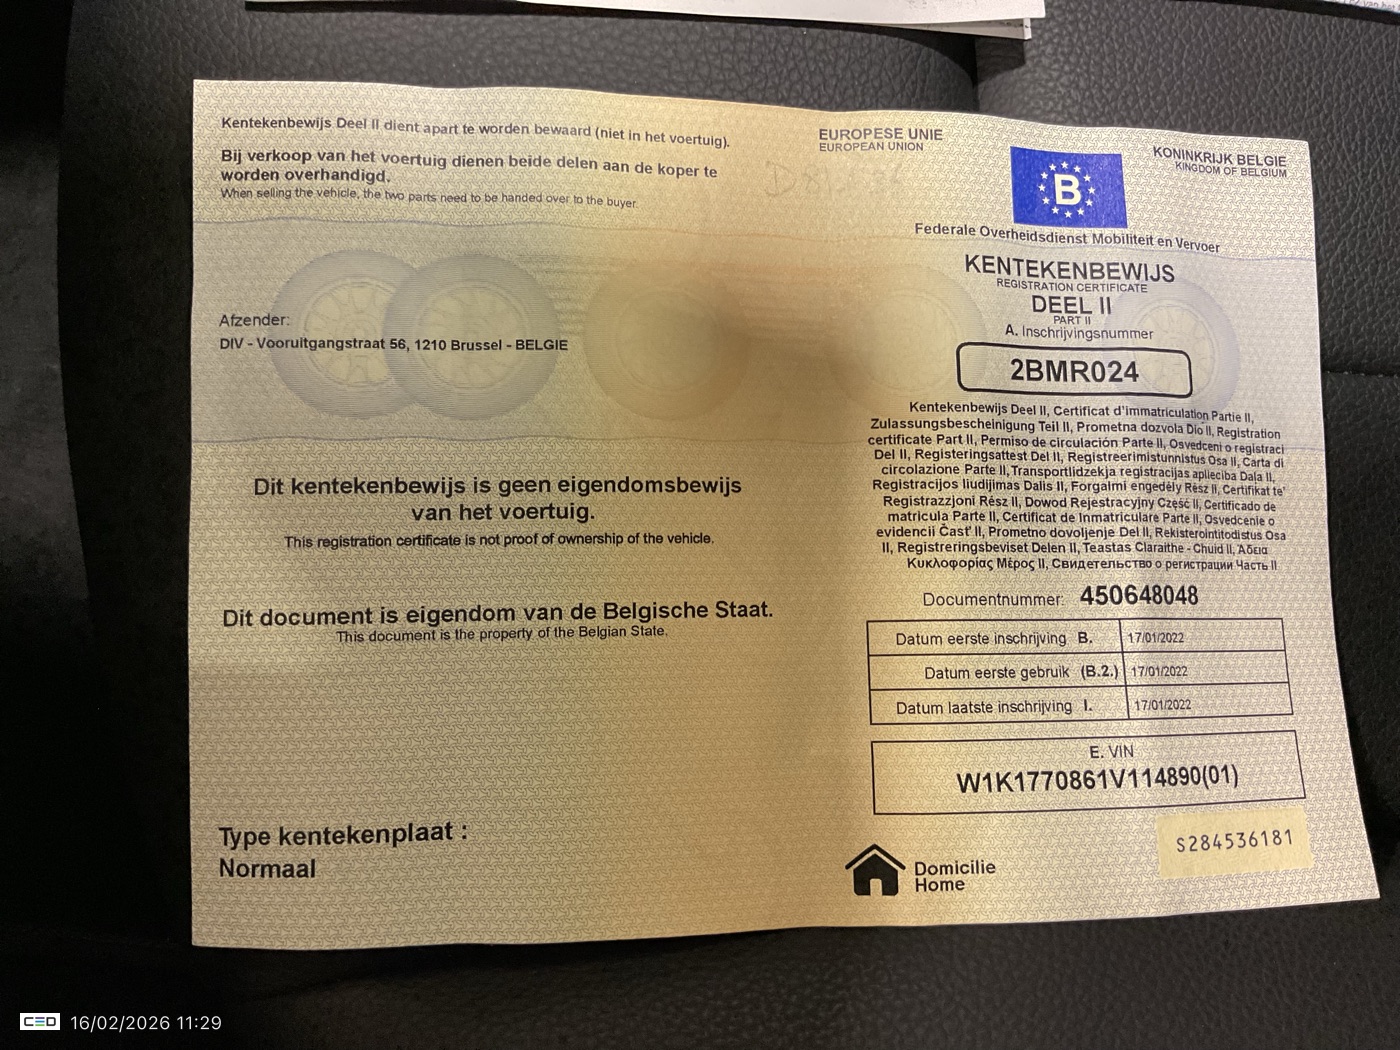 Kentekenbewijs Deel II dient apart te worden bewaard (niet in het voertuig).
Bij verkoop van het voertuig dienen beide delen aan de koper te
worden overhandigd.
When selling the vehicle, the two parts need to be handed over to the buyer.
Afzender:
DIV - Vooruitgangstraat 56, 1210 Brussel - BELGIE
Dit kentekenbewijs is geen eigendomsbewijs
van het voertuig.
This registration certificate is not proof of ownership of the vehicle.
Dit document is eigendom van de Belgische Staat.
This document is the property of the Belgian State.
Type kentekenplaat :
Normaal
EUROPESE UNIE
EUROPEAN UNION
B
KONINKRIJK BELGIE
KINGDOM OF BELGIUM
Federale Overheidsdienst Mobiliteit en Vervoer
KENTEKENBEWIJS
REGISTRATION CERTIFICATE
DEEL II
PART II
A. Inschrijvingsnummer
2BMR024
Kentekenbewijs Deel II, Certificat d'immatriculation Partie II,
Zulassungsbescheinigung Teil II, Prometna dozvola Dio II, Registration
certificate Part II, Permiso de circulación Parte II, Osvedceni o registraci
Del II, Registeringsattest Del II, Registreerimistunnistus Osa II, Carta di
circolazione Parte II, Transportlidzekja registracijas aplieciba Dala II,
Registracijos liudijimas Dalis II, Forgalmi engedély Rész II, Certifikat te'
Registrazzjoni Rész II, Dowod Rejestracyjny Część II, Certificado de
matricula Parte II, Certificat de Inmatriculare Parte II, Osvedcenie o
evidencii Časť II, Prometno dovoljenje Del II, Rekisterointitodistus Osa
II, Registreringsbeviset Delen II, Teastas Claraithe - Chuid II, Άδεια
Κυκλοφορίας Μέρος II, Свидетельство о регистрации Часть II
Documentnummer: 450648048
Datum eerste inschrijving B. 17/01/2022
Datum eerste gebruik (B.2.) 17/01/2022
Datum laatste inschrijving I. 17/01/2022
E. VIN
W1K1770861V114890(01)
S284536181
Domicilie
Home
CED 16/02/2026 11:29